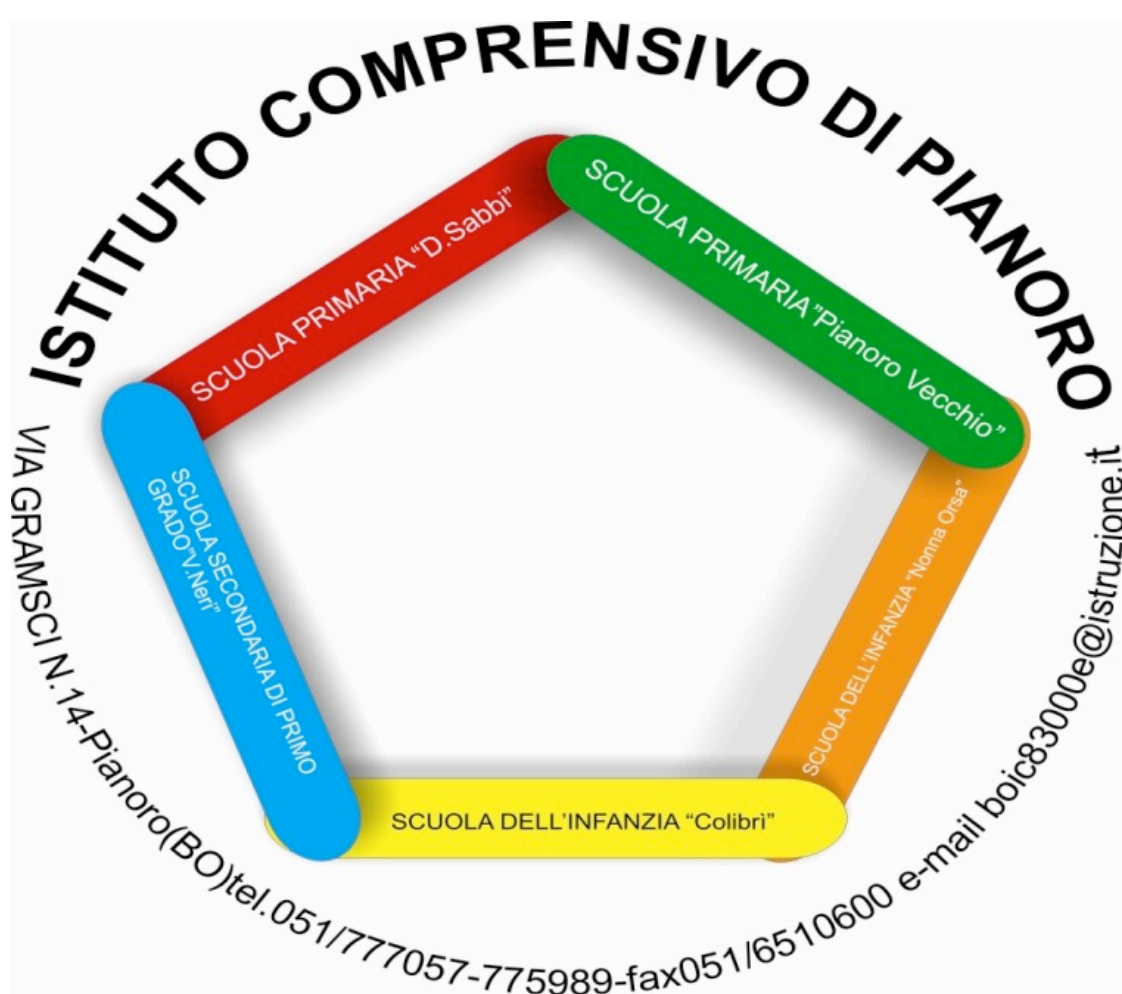 ISTITUTO COMPRENSIVO DI PIANORO
SCUOLA PRIMARIA “D.Sabbi”
SCUOLA PRIMARIA”Pianoro Vecchio”
SCUOLA SECONDARIA DI PRIMO
GRADO”V.Neri”
SCUOLA DELL’INFANZIA “Nonna Orsa”
SCUOLA DELL’INFANZIA “Colibrì”
VIA GRAMSCI N.14-Pianoro(BO)tel.051/777057-775989-fax051/6510600 e-mail boic83000e@istruzione.it